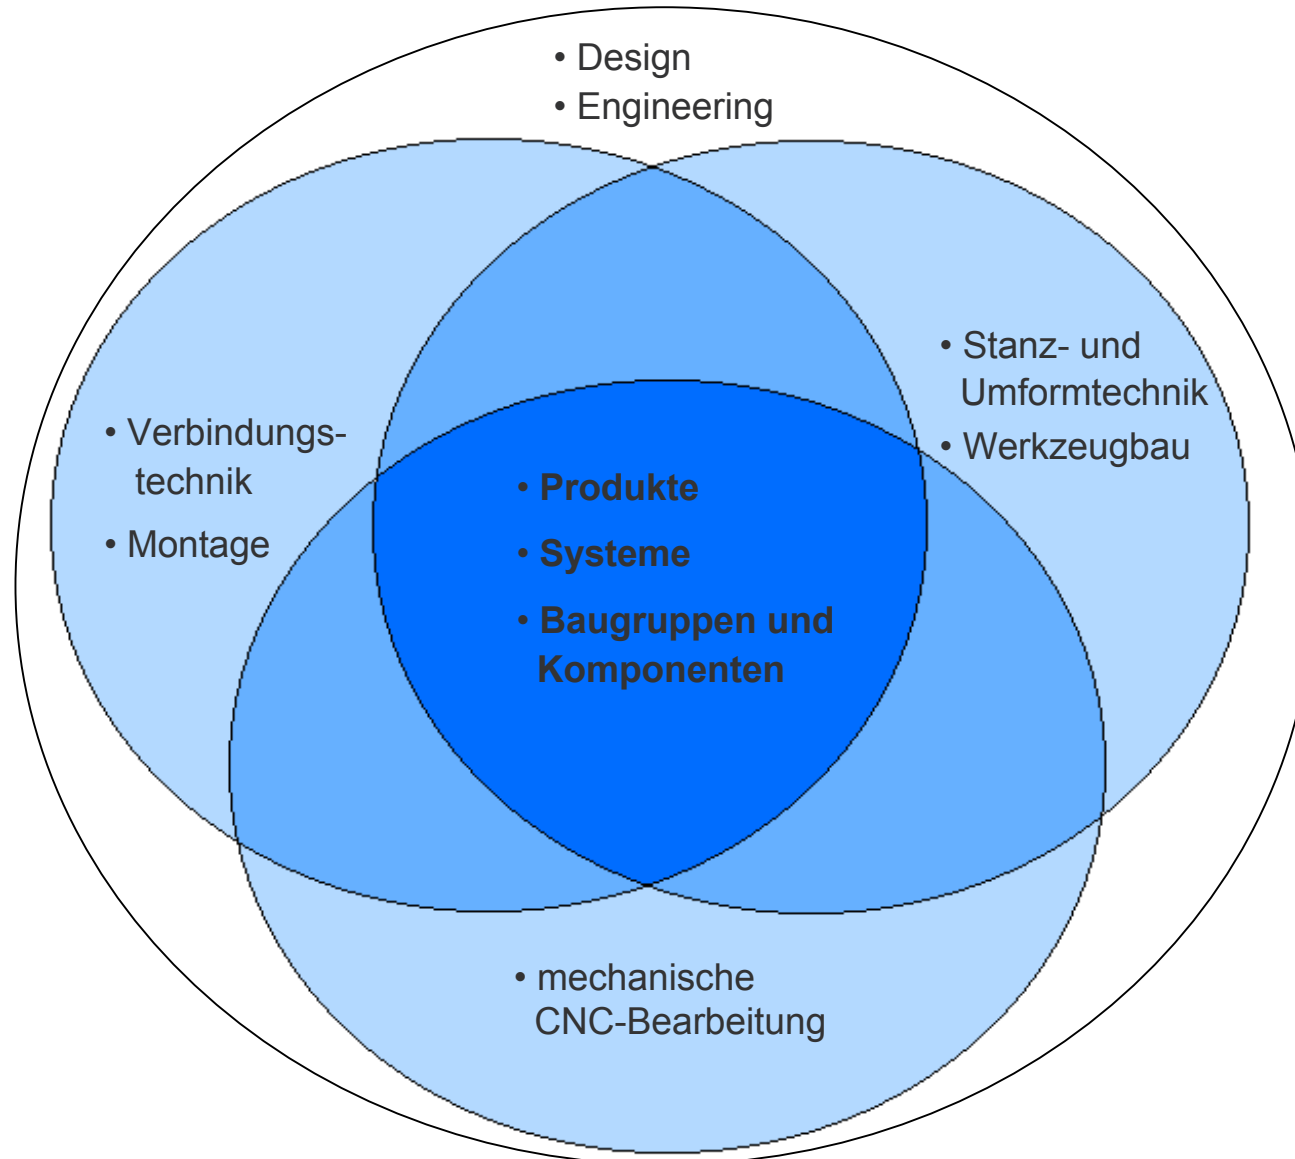 • Design
• Engineering
• Stanz- und
Umformtechnik
• Werkzeugbau
• Verbindungs-
technik
• Montage
• Produkte
• Systeme
• Baugruppen und
Komponenten
• mechanische
CNC-Bearbeitung